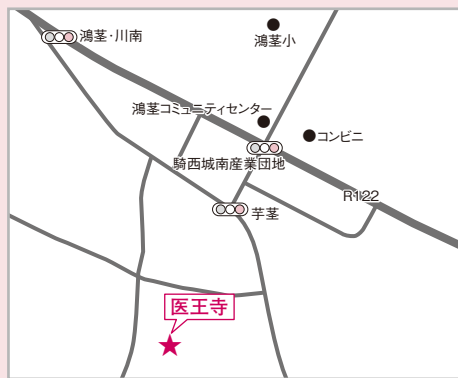 鴻茎・川南
鴻茎小
鴻茎コミュニティセンター
コンビニ
騎西城南産業団地
R122
芋茎
医王寺